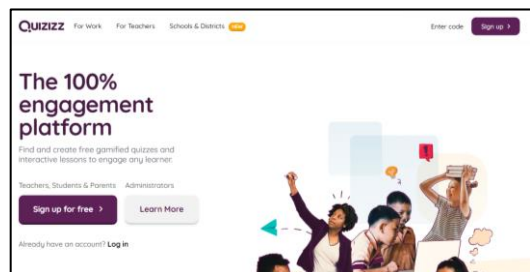 QUIZIZZ For Work For Teachers Schools & Districts NEW Enter code Sign up >
The 100%
engagement
platform
Find and create free gamified quizzes and
interactive lessons to engage any learner.
Teachers, Students & Parents Administrators
Sign up for free > Learn More
Already have an account? Log in